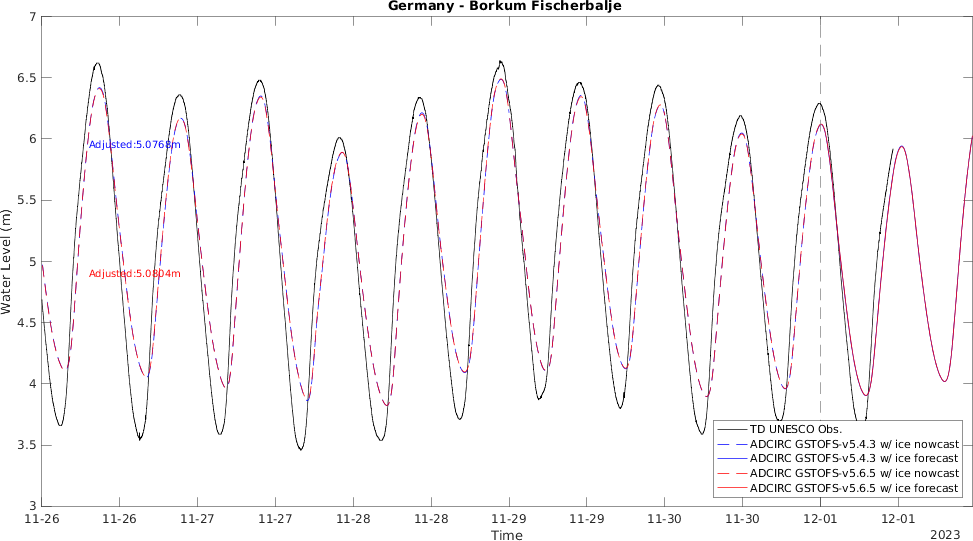 Germany - Borkum Fischerbalje
7
6.5
6
5.5
5
4.5
4
3.5
3
Water Level (m)
Adjusted:5.0768m
Adjusted:5.0804m
TD UNESCO Obs.
ADCIRC GSTOFS-v5.4.3 w/ ice nowcast
ADCIRC GSTOFS-v5.4.3 w/ ice forecast
ADCIRC GSTOFS-v5.6.5 w/ ice nowcast
ADCIRC GSTOFS-v5.6.5 w/ ice forecast
11-26 11-26 11-27 11-27 11-28 11-28 11-29 11-29 11-30 11-30 12-01 12-01
Time
2023